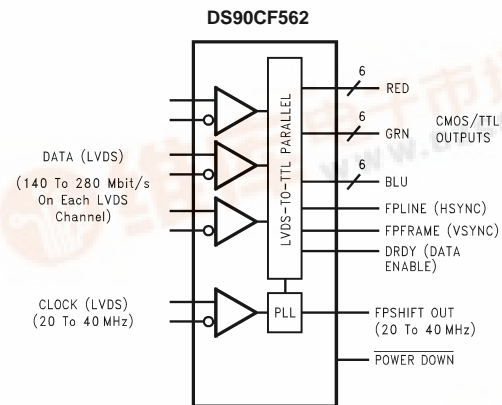 DS90CF562
DATA (LVDS)
(140 To 280 Mbit/s
On Each LVDS
Channel)
CLOCK (LVDS)
(20 To 40 MHz)
LVDS-TO-TTL PARALLEL
PLL
6
RED
6
GRN
6
BLU
CMOS/TTL
OUTPUTS
FPLINE (HSYNC)
FPFRAME (VSYNC)
DRDY (DATA
ENABLE)
FPSHIFT OUT
(20 To 40 MHz)
POWER DOWN